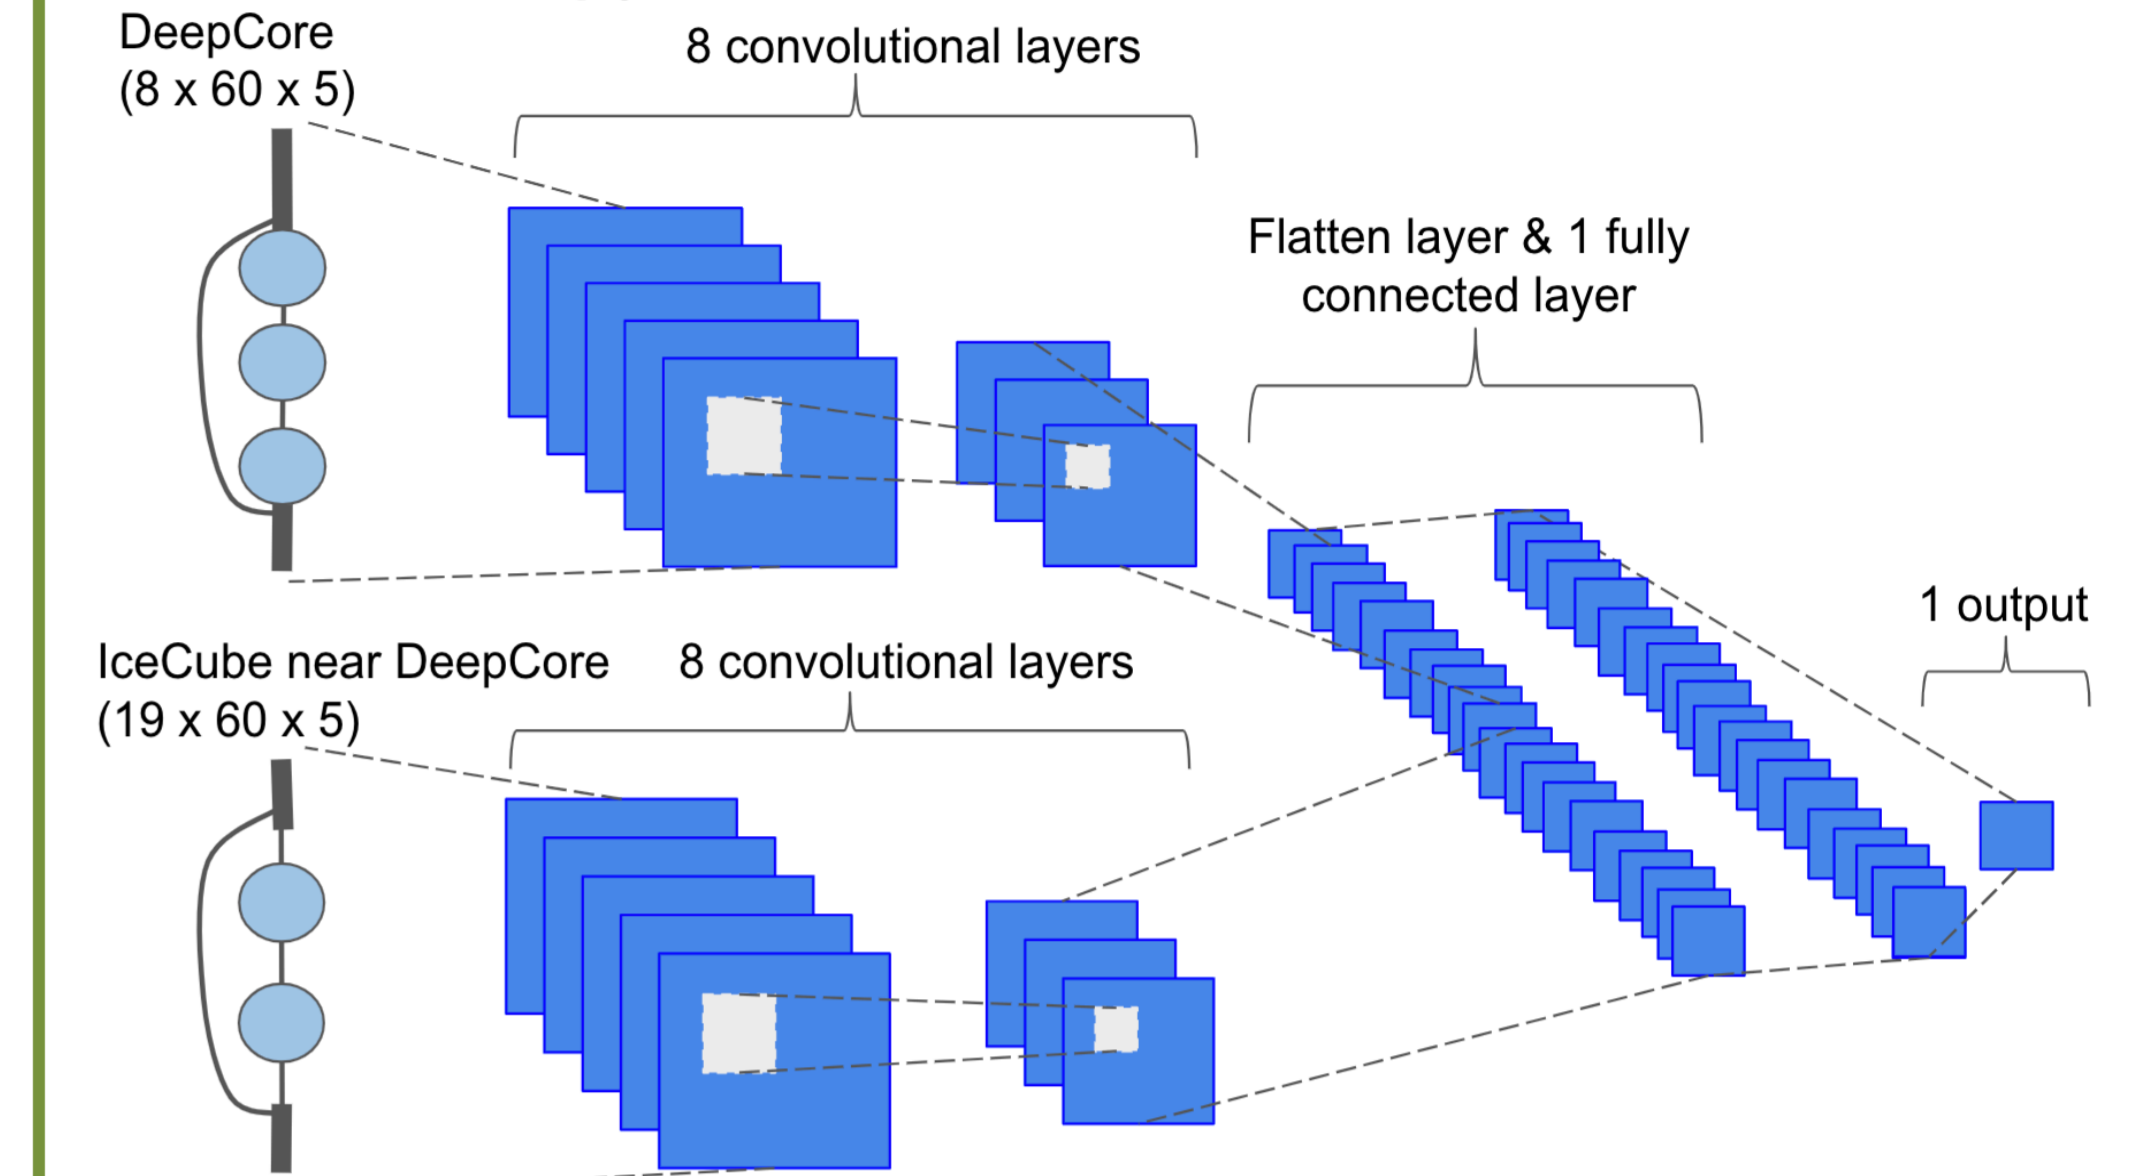 DeepCore
(8 x 60 x 5)
8 convolutional layers
Flatten layer & 1 fully
connected layer
1 output
IceCube near DeepCore
(19 x 60 x 5)
8 convolutional layers